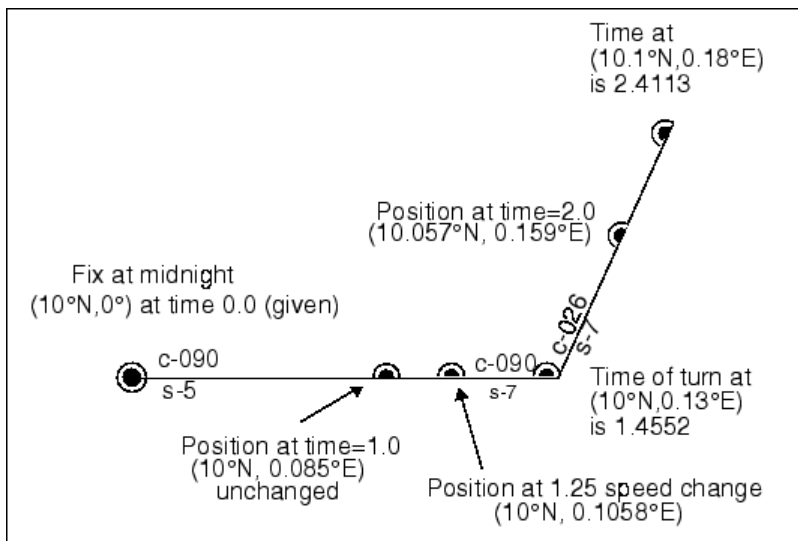 Time at
(10.1°N,0.18°E)
is 2.4113
Position at time=2.0
(10.057°N, 0.159°E)
Fix at midnight
(10°N,0°) at time 0.0 (given)
c-026
s-7
c-090
s-5
c-090
s-7
Time of turn at
(10°N,0.13°E)
is 1.4552
Position at time=1.0
(10°N, 0.085°E)
unchanged
Position at 1.25 speed change
(10°N, 0.1058°E)